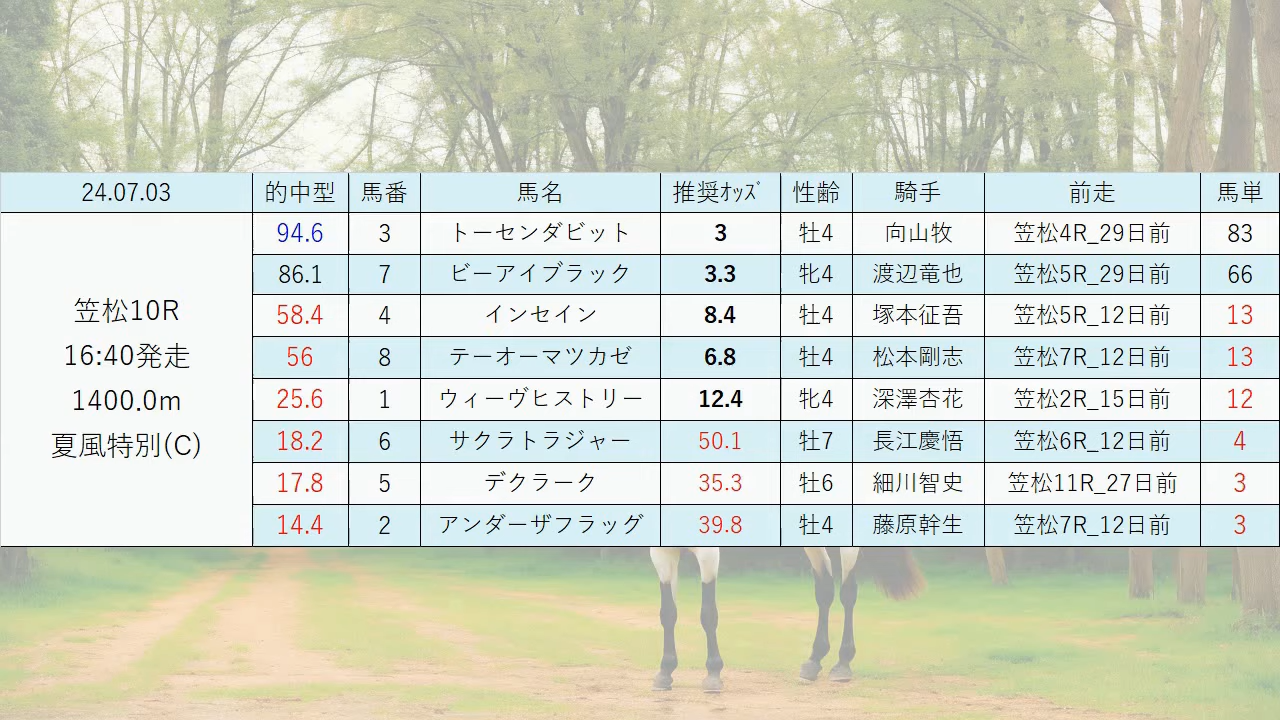 24.07.03 的中型 馬番 馬名 推奨ｵｯｽﾞ 性齢 騎手 前走 馬単
笠松10R
16:40発走
1400.0m
夏風特別(C)
94.6 3 トーセンダビット 3 牡4 向山牧 笠松4R_29日前 83
86.1 7 ビーアイブラック 3.3 牝4 渡辺竜也 笠松5R_29日前 66
58.4 4 インセイン 8.4 牡4 塚本征吾 笠松5R_12日前 13
56 8 テーオーマツカゼ 6.8 牡4 松本剛志 笠松7R_12日前 13
25.6 1 ウィーヴヒストリー 12.4 牝4 深澤杏花 笠松2R_15日前 12
18.2 6 サクラトラジャー 50.1 牡7 長江慶悟 笠松6R_12日前 4
17.8 5 デクラーク 35.3 牡6 細川智史 笠松11R_27日前 3
14.4 2 アンダーザフラッグ 39.8 牡4 藤原幹生 笠松7R_12日前 3